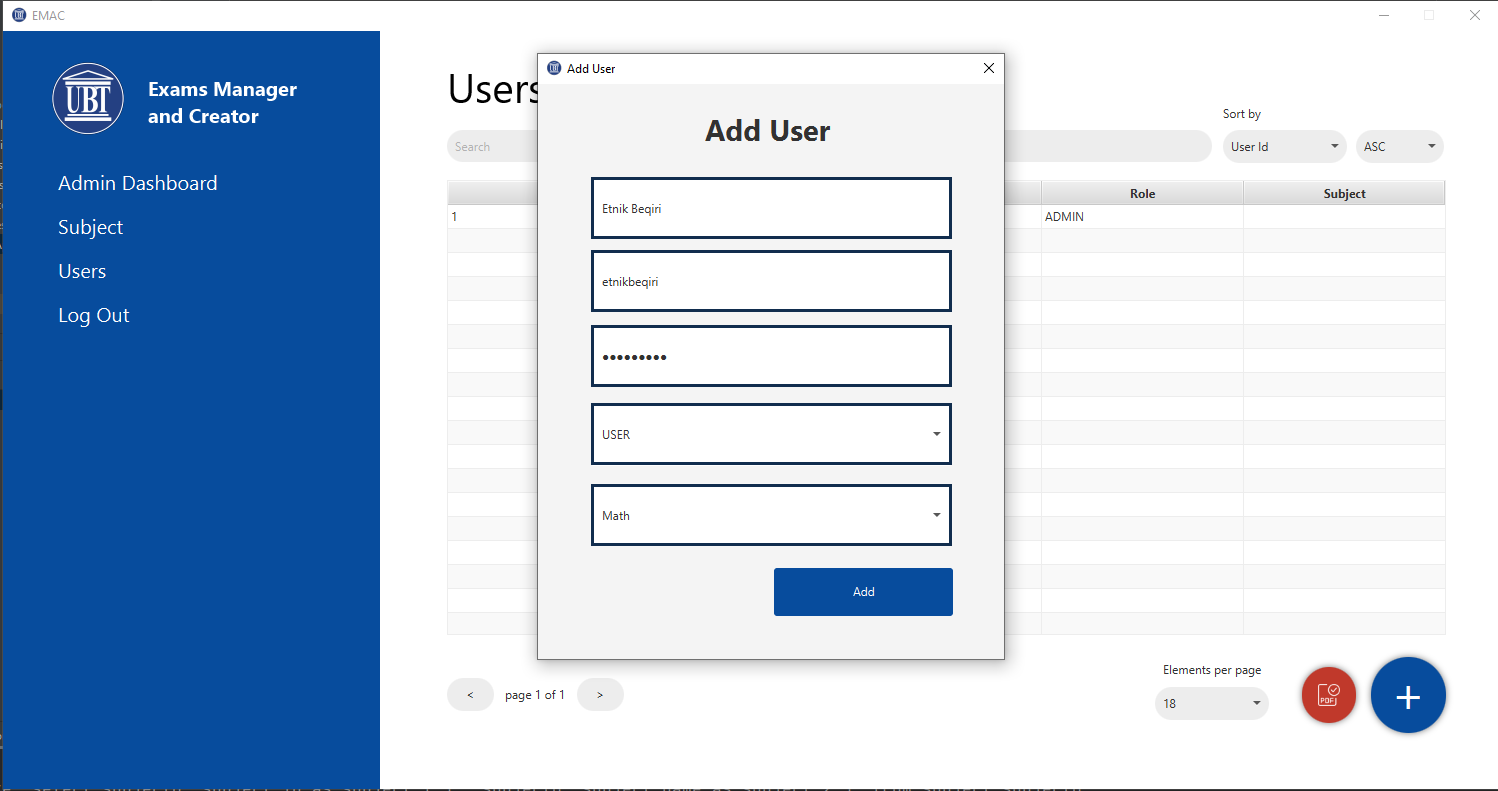 EMAC
UBT
Exams Manager
and Creator
Admin Dashboard
Subject
Users
Log Out
Users
Sort by
Search
User Id
ASC
Role
Subject
1
ADMIN
Add User
Add User
Etnik Beqiri
etnikbeqiri
•••••••••
USER
Math
Add
<
page 1 of 1
>
Elements per page
18
PDF
+